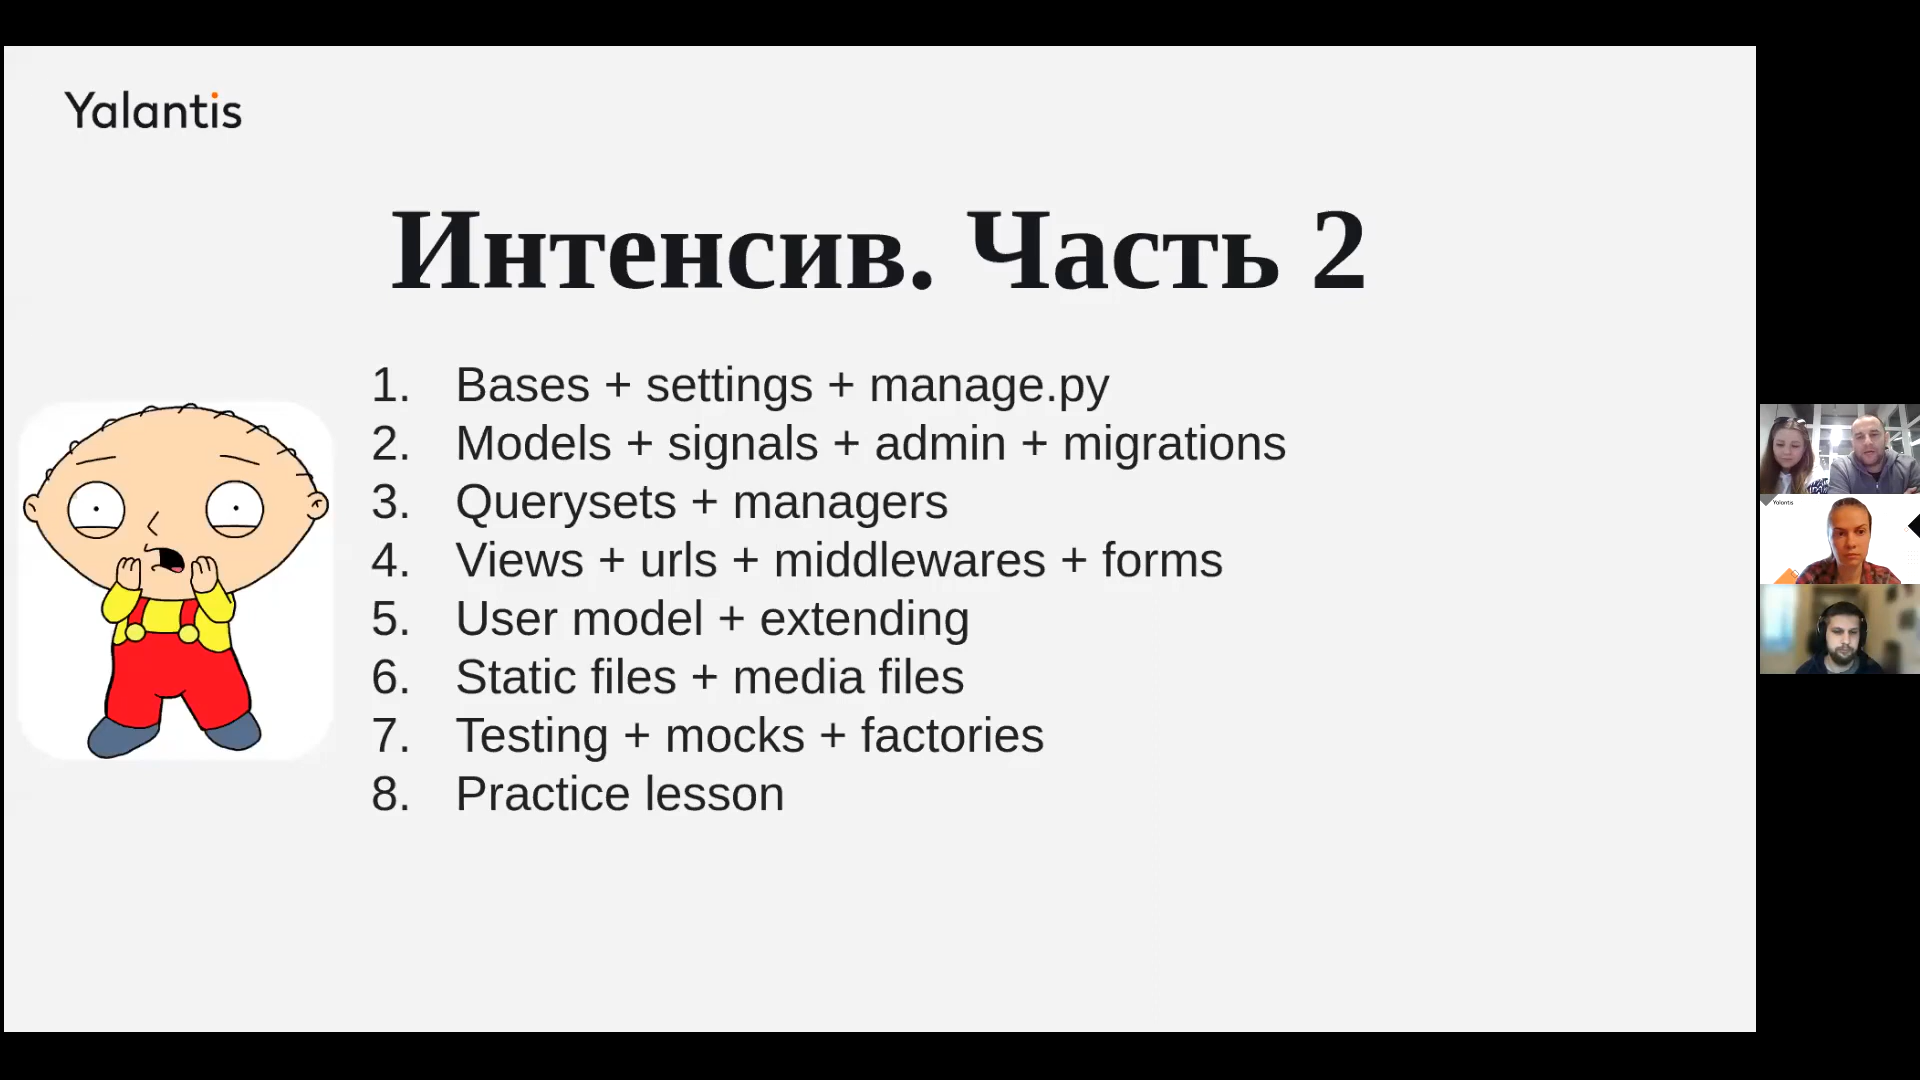 Yalantis
Интенсив. Часть 2
1. Bases + settings + manage.py
2. Models + signals + admin + migrations
3. Querysets + managers
4. Views + urls + middlewares + forms
5. User model + extending
6. Static files + media files
7. Testing + mocks + factories
8. Practice lesson
Yalantis